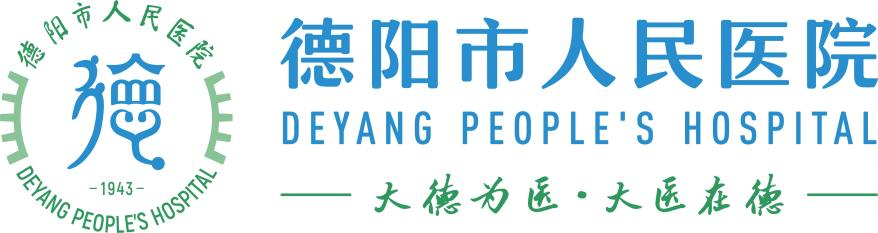 德阳市人民医院
德
-1943-
DEYANG PEOPLE'S HOSPITAL
德阳市人民医院
DEYANG PEOPLE'S HOSPITAL
大德为医·大医在德